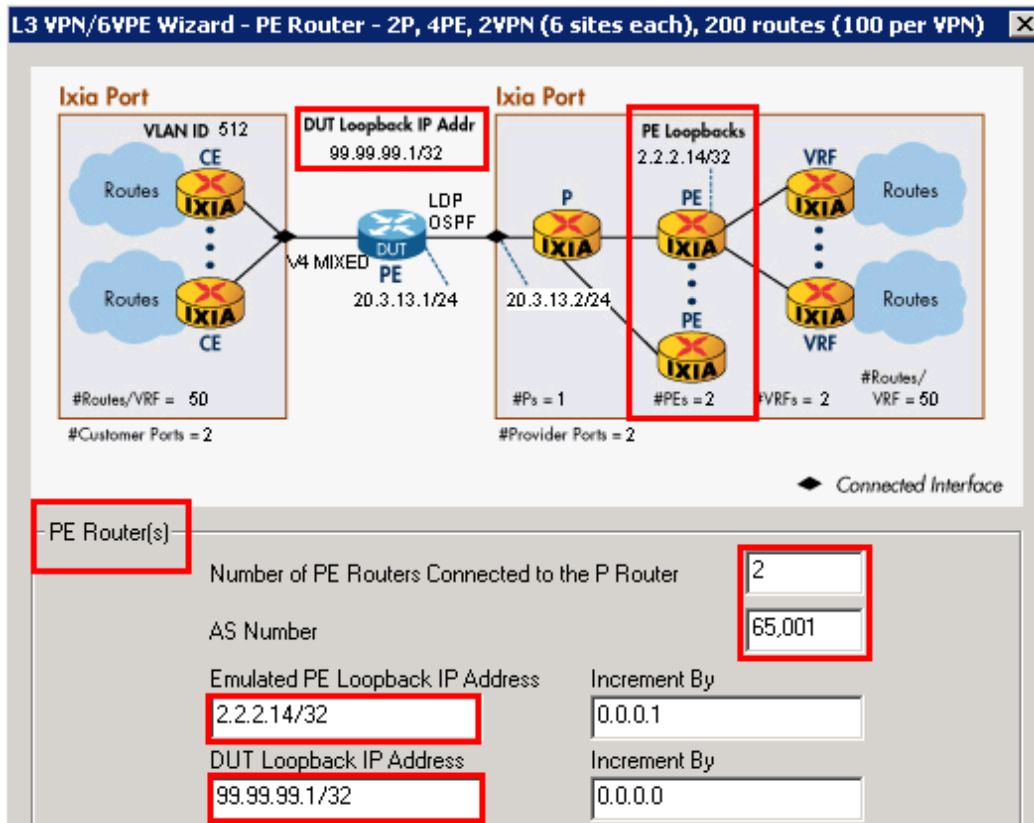 L3 VPN/6VPE Wizard - PE Router - 2P, 4PE, 2VPN (6 sites each), 200 routes (100 per VPN)
Ixia Port
VLAN ID 512
CE
Routes
IXIA
Routes
IXIA
CE
#Routes/VRF = 50
#Customer Ports = 2
DUT Loopback IP Addr
99.99.99.1/32
LDP
OSPF
V4 MIXED
DUT
PE
20.3.13.1/24
Ixia Port
20.3.13.2/24
P
IXIA
#Ps = 1
PE Loopbacks
2.2.2.14/32
PE
IXIA
PE
IXIA
#PEs = 2
VRF
IXIA
Routes
IXIA
VRF
Routes
#VRFs = 2
#Routes/
VRF = 50
#Provider Ports = 2
Connected Interface
PE Router(s)
Number of PE Routers Connected to the P Router
2
AS Number
65,001
Emulated PE Loopback IP Address
Increment By
2.2.2.14/32
0.0.0.1
DUT Loopback IP Address
Increment By
99.99.99.1/32
0.0.0.0